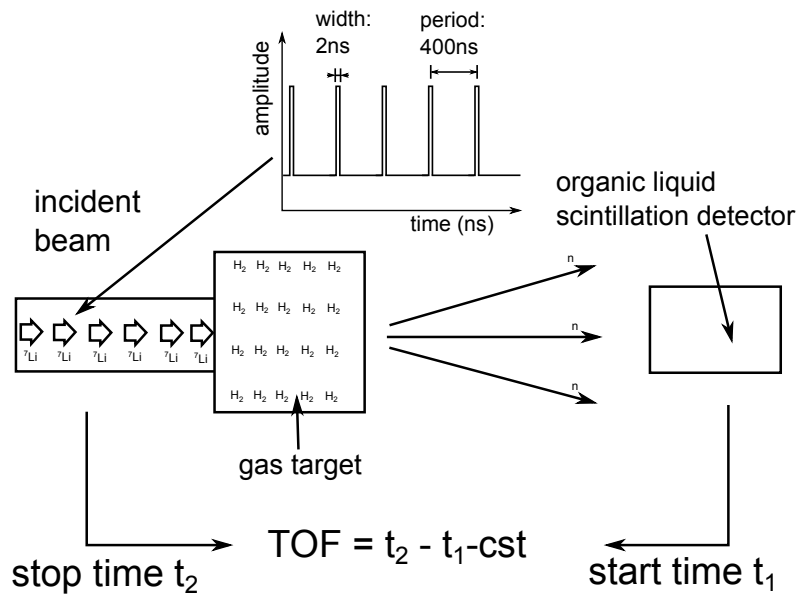 width:
2ns
period:
400ns
amplitude
time (ns)
incident
beam
organic liquid
scintillation detector
H₂ H₂ H₂ H₂ H₂
H₂ H₂ H₂ H₂ H₂
H₂ H₂ H₂ H₂ H₂
H₂ H₂ H₂ H₂ H₂
⁷Li ⁷Li ⁷Li ⁷Li ⁷Li ⁷Li
n
n
n
gas target
TOF = t₂ - t₁-cst
stop time t₂
start time t₁